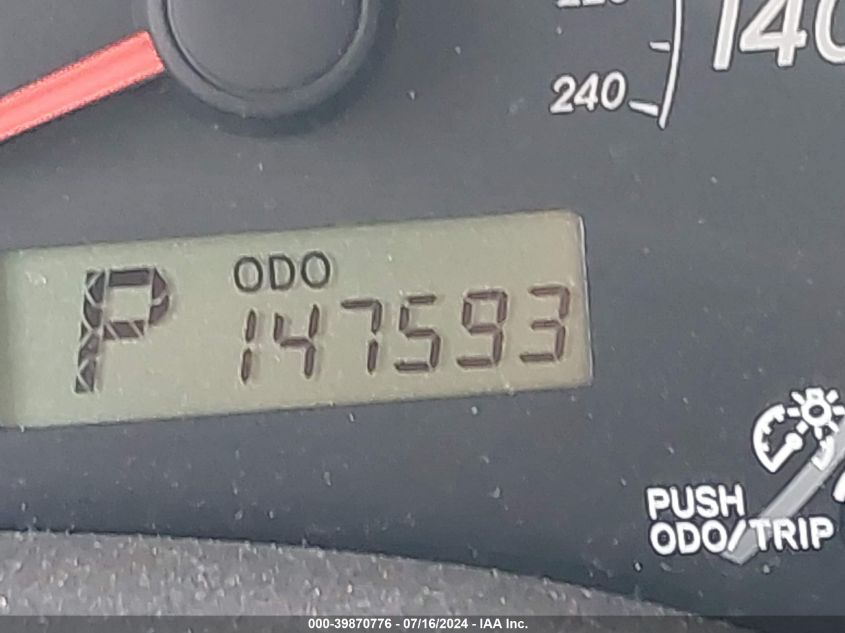 140
240
ODO
P 147593
PUSH
ODO/TRIP
000-39870776 - 07/16/2024 - IAA Inc.